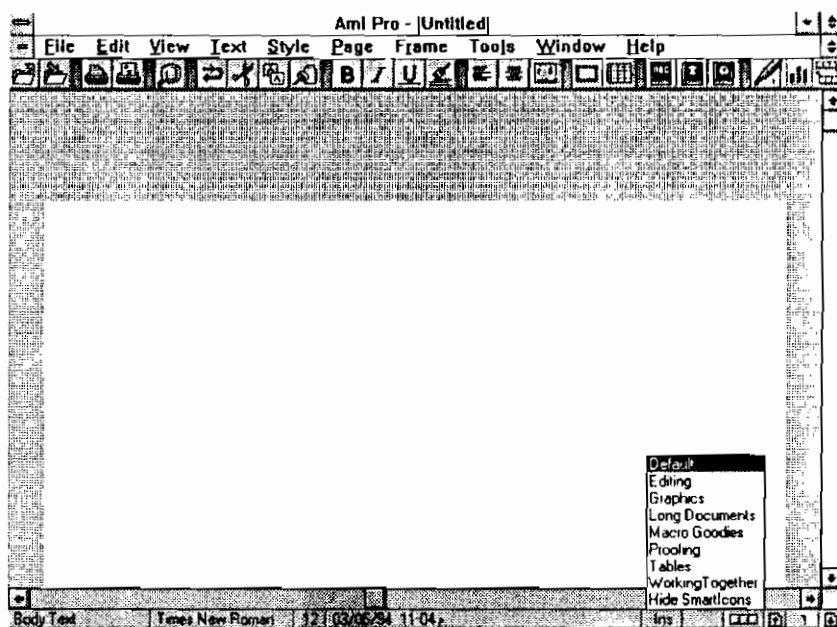 Ami Pro - [Untitled]
File Edit View Text Style Page Frame Tools Window Help
B I U
Default
Editing
Graphics
Long Documents
Macro Goodies
Proofing
Tables
WorkingTogether
Hide SmartIcons
Body Text Times New Roman 12 03/06/94 11:04 Ins 1